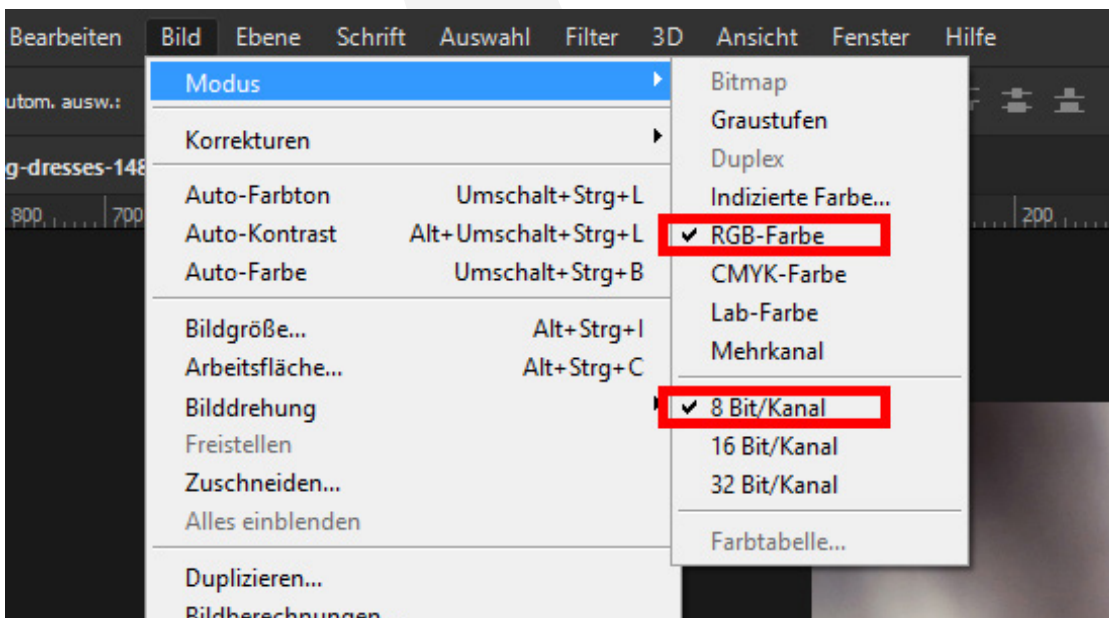 Bearbeiten Bild Ebene Schrift Auswahl Filter 3D Ansicht Fenster Hilfe
utom. ausw.:
g-dresses-148
800 700 200
Modus
Korrekturen
Auto-Farbton Umschalt+Strg+L
Auto-Kontrast Alt+Umschalt+Strg+L
Auto-Farbe Umschalt+Strg+B
Bildgröße... Alt+Strg+I
Arbeitsfläche... Alt+Strg+C
Bilddrehung
Freistellen
Zuschneiden...
Alles einblenden
Duplizieren...
Bildberechnungen
Bitmap
Graustufen
Duplex
Indizierte Farbe...
RGB-Farbe
CMYK-Farbe
Lab-Farbe
Mehrkanal
8 Bit/Kanal
16 Bit/Kanal
32 Bit/Kanal
Farbtabelle...